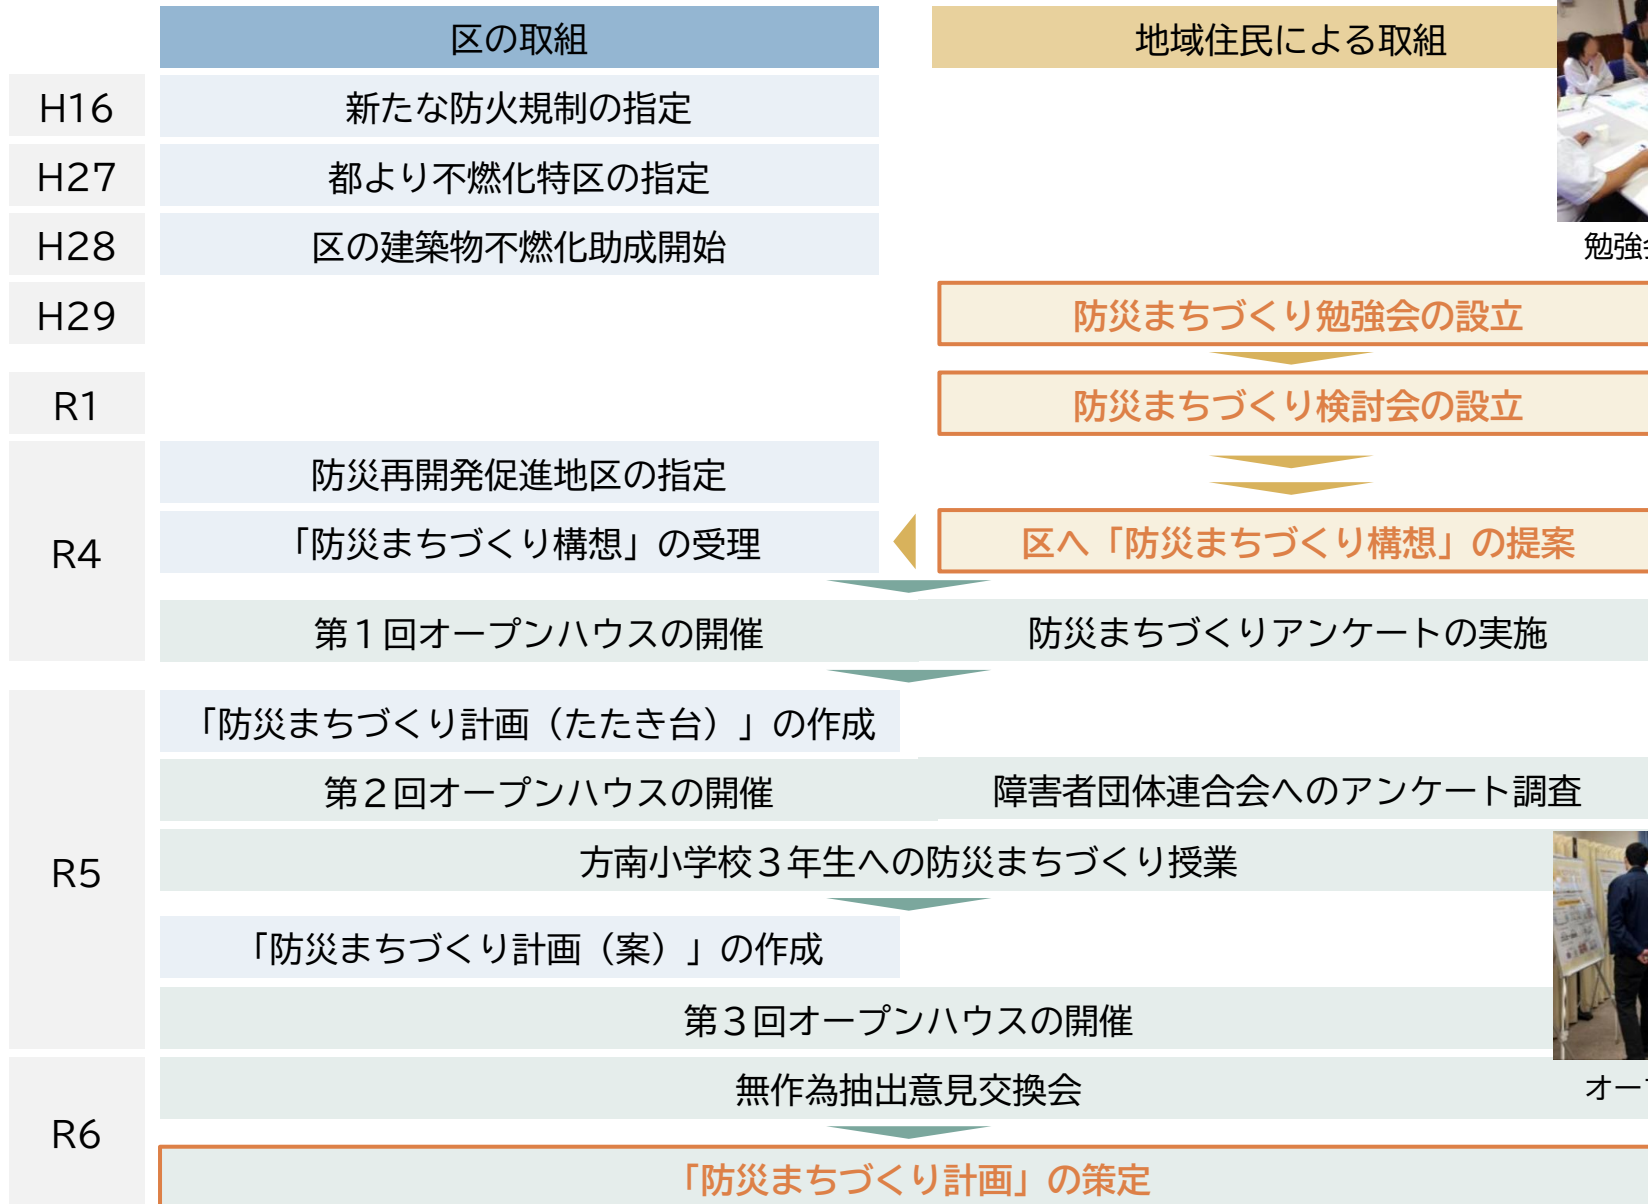 区の取組
地域住民による取組
H16
新たな防火規制の指定
H27
都より不燃化特区の指定
H28
区の建築物不燃化助成開始
勉強会
H29
防災まちづくり勉強会の設立
R1
防災まちづくり検討会の設立
R4
防災再開発促進地区の指定
「防災まちづくり構想」の受理
区へ「防災まちづくり構想」の提案
第1回オープンハウスの開催
防災まちづくりアンケートの実施
R5
「防災まちづくり計画（たたき台）」の作成
第2回オープンハウスの開催
障害者団体連合会へのアンケート調査
方南小学校3年生への防災まちづくり授業
「防災まちづくり計画（案）」の作成
第3回オープンハウスの開催
オー
R6
無作為抽出意見交換会
「防災まちづくり計画」の策定